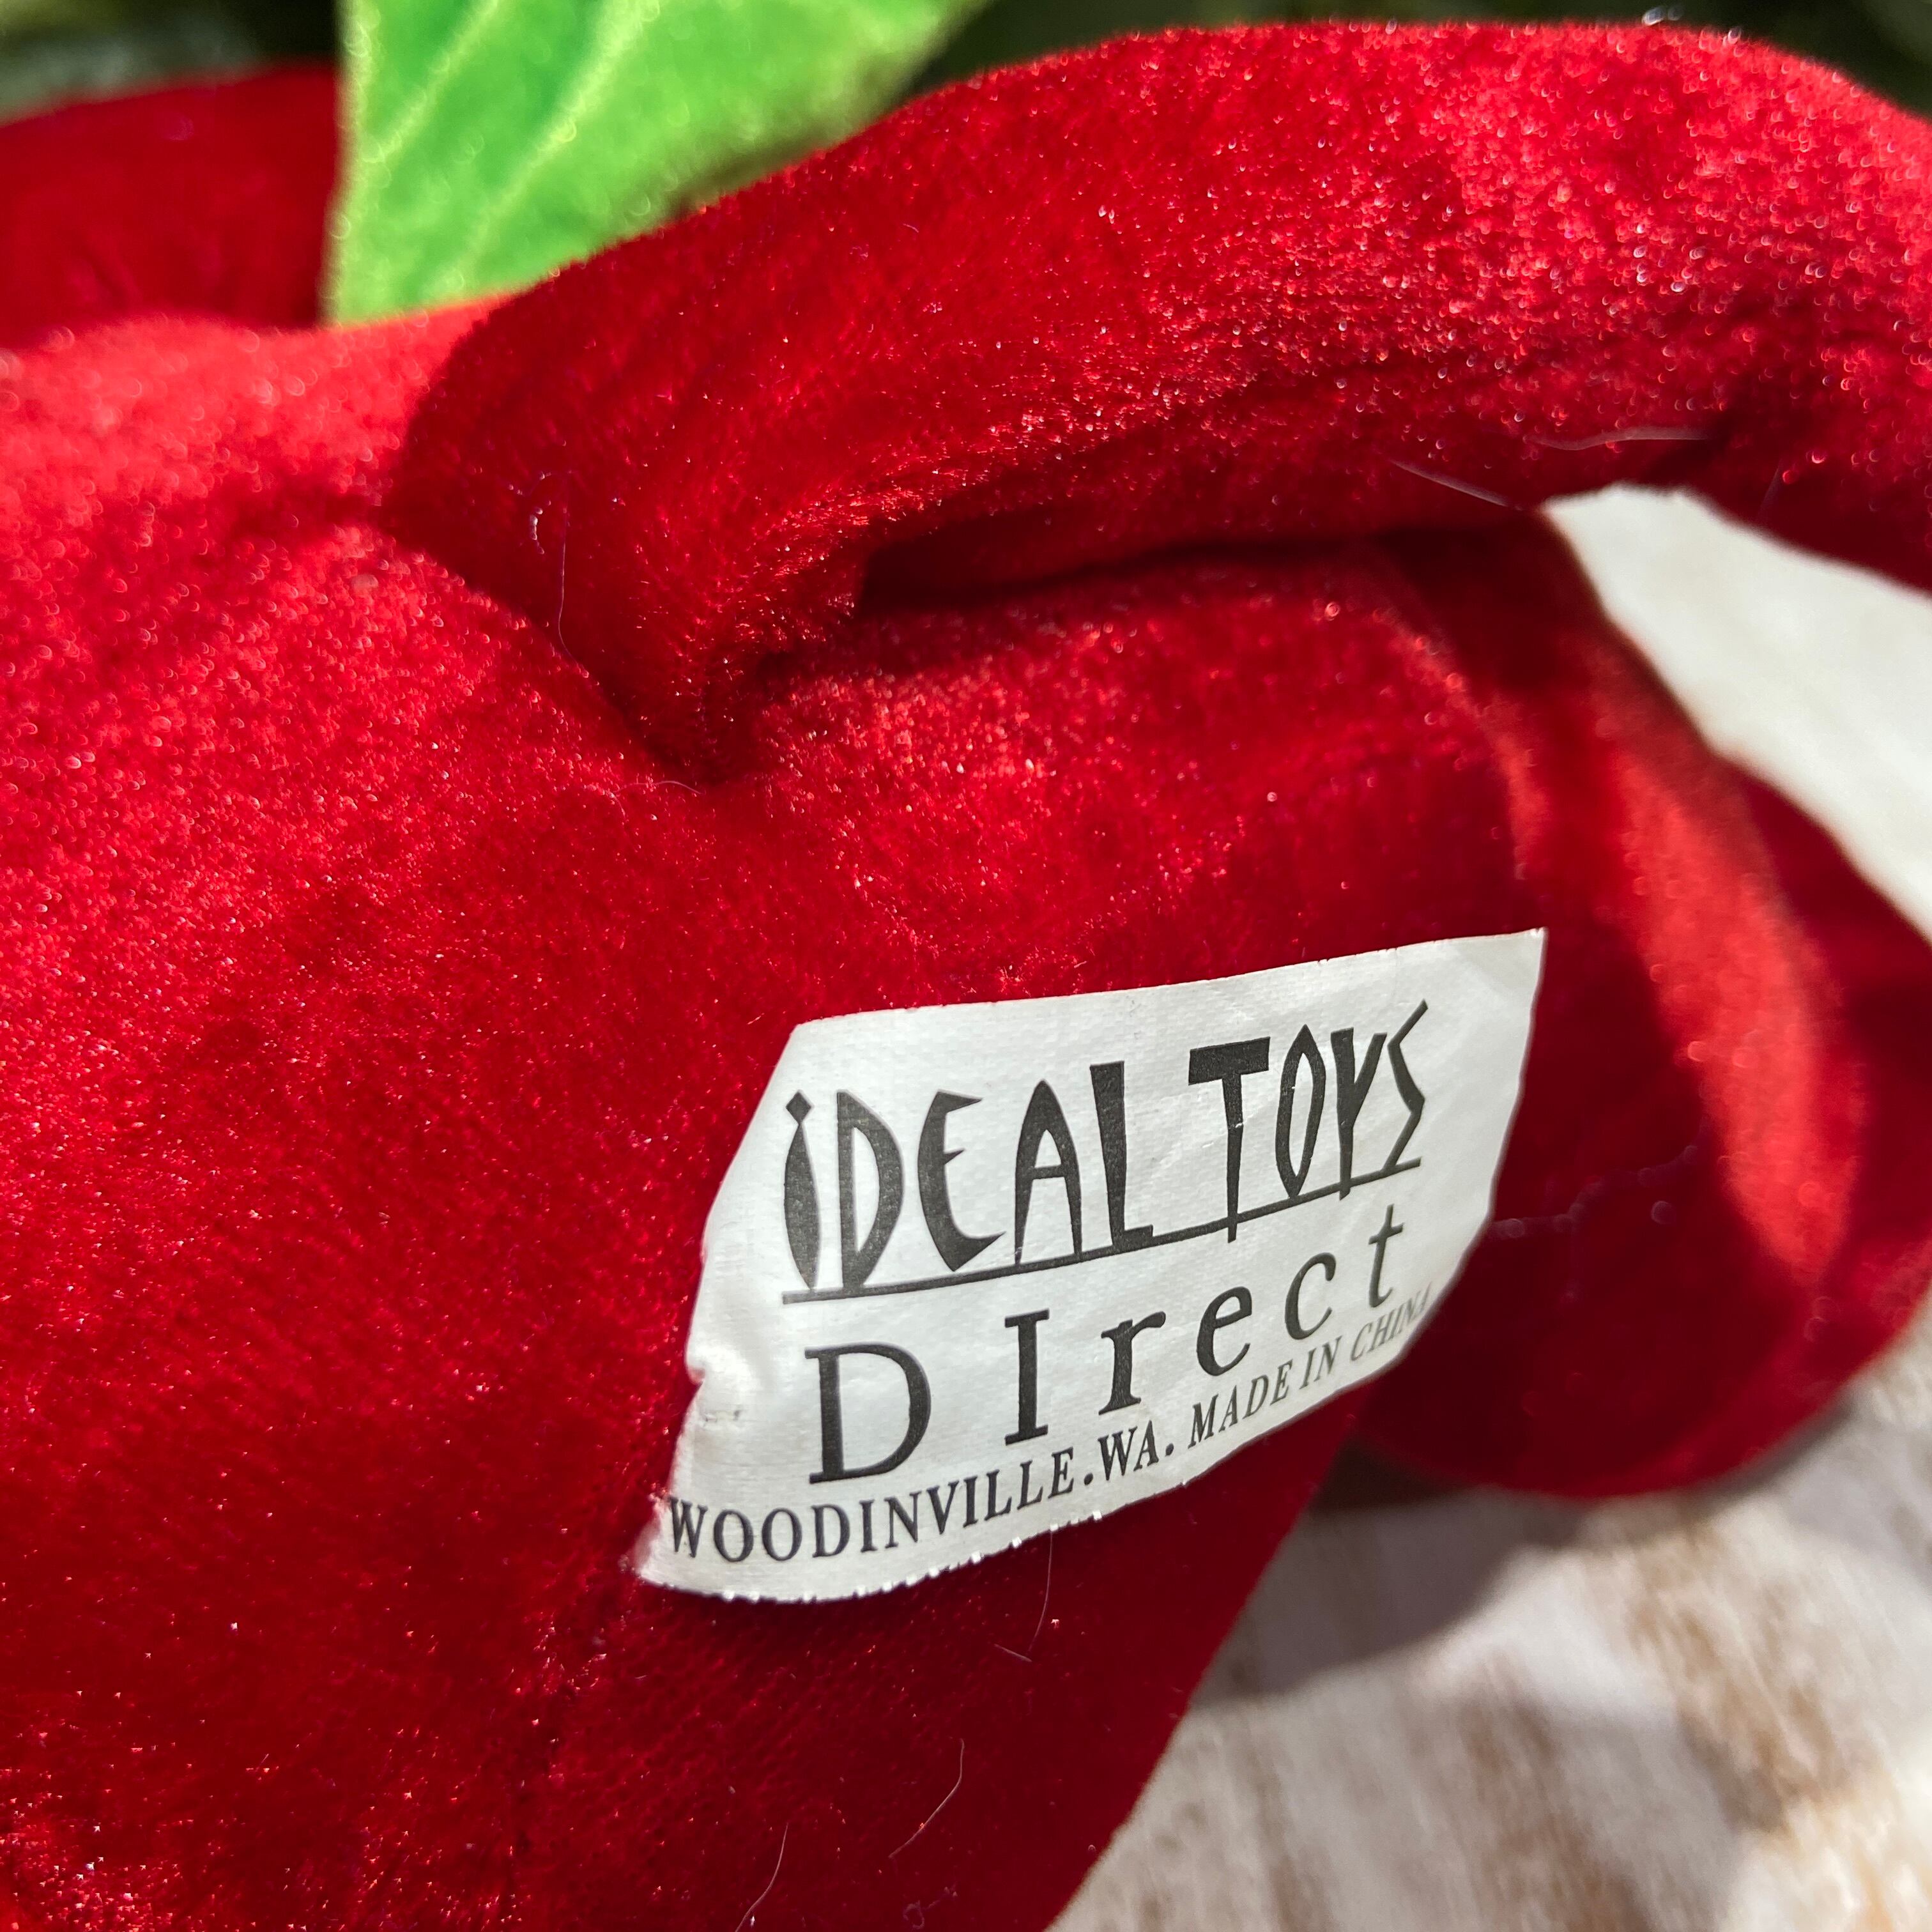 iDEAL TOYS
DIrect
WOODINVILLE.WA. MADE IN CHINA